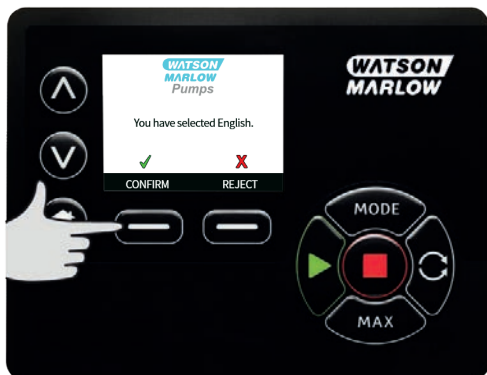 WATSON
MARLOW
Pumps
You have selected English.
CONFIRM
REJECT
WATSON
MARLOW
MODE
MAX